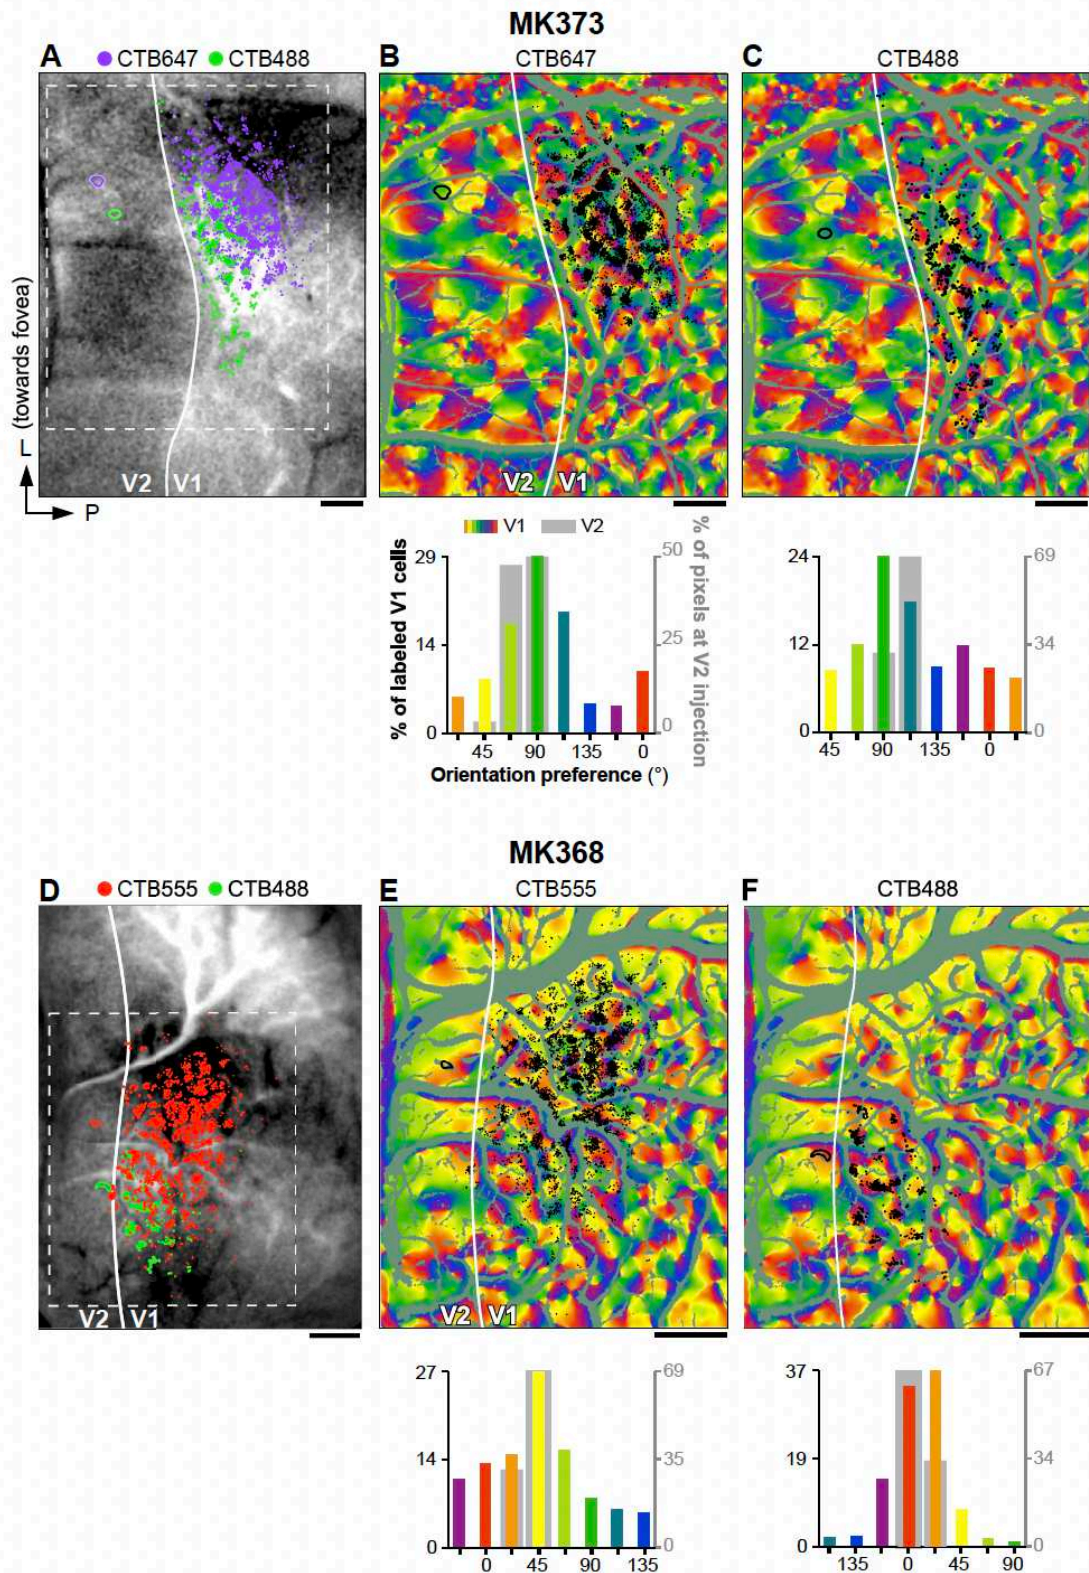 MK373
A CTB647 CTB488
B CTB647
C CTB488
L (towards fovea)
P
V2 V1
V2 V1
V1 V2
% of labeled V1 cells
29
14
0
50
25
0
% of pixels at V2 injection
45 90 135 0
Orientation preference (°)
24
12
0
69
34
0
45 90 135 0
MK368
D CTB555 CTB488
E CTB555
F CTB488
V2 V1
V2 V1
27
14
0
69
35
0
0 45 90 135
37
19
0
67
34
0
135 0 45 90